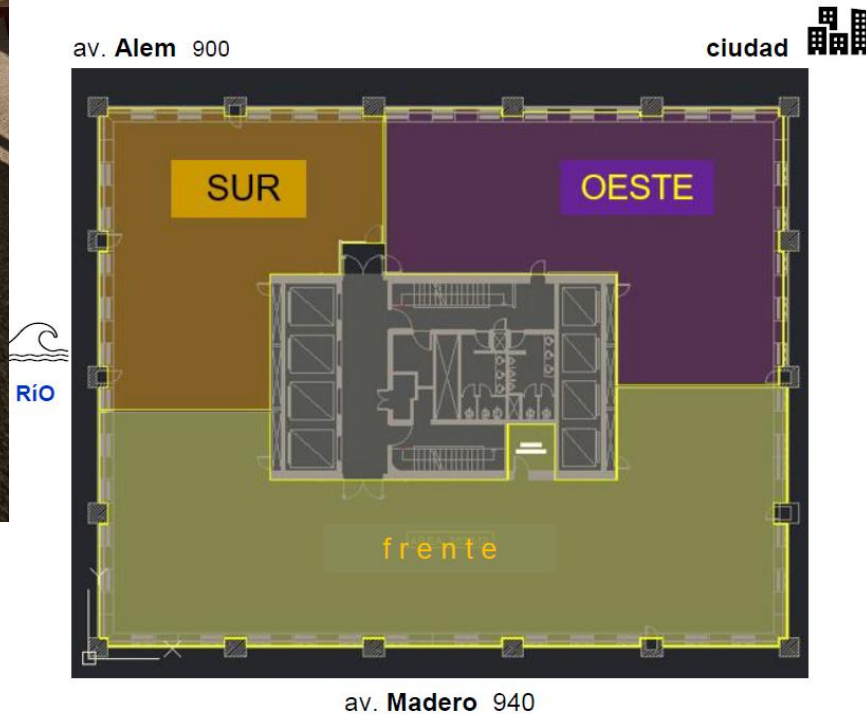 av. Alem 900
ciudad
SUR
OESTE
RíO
frente
av. Madero 940